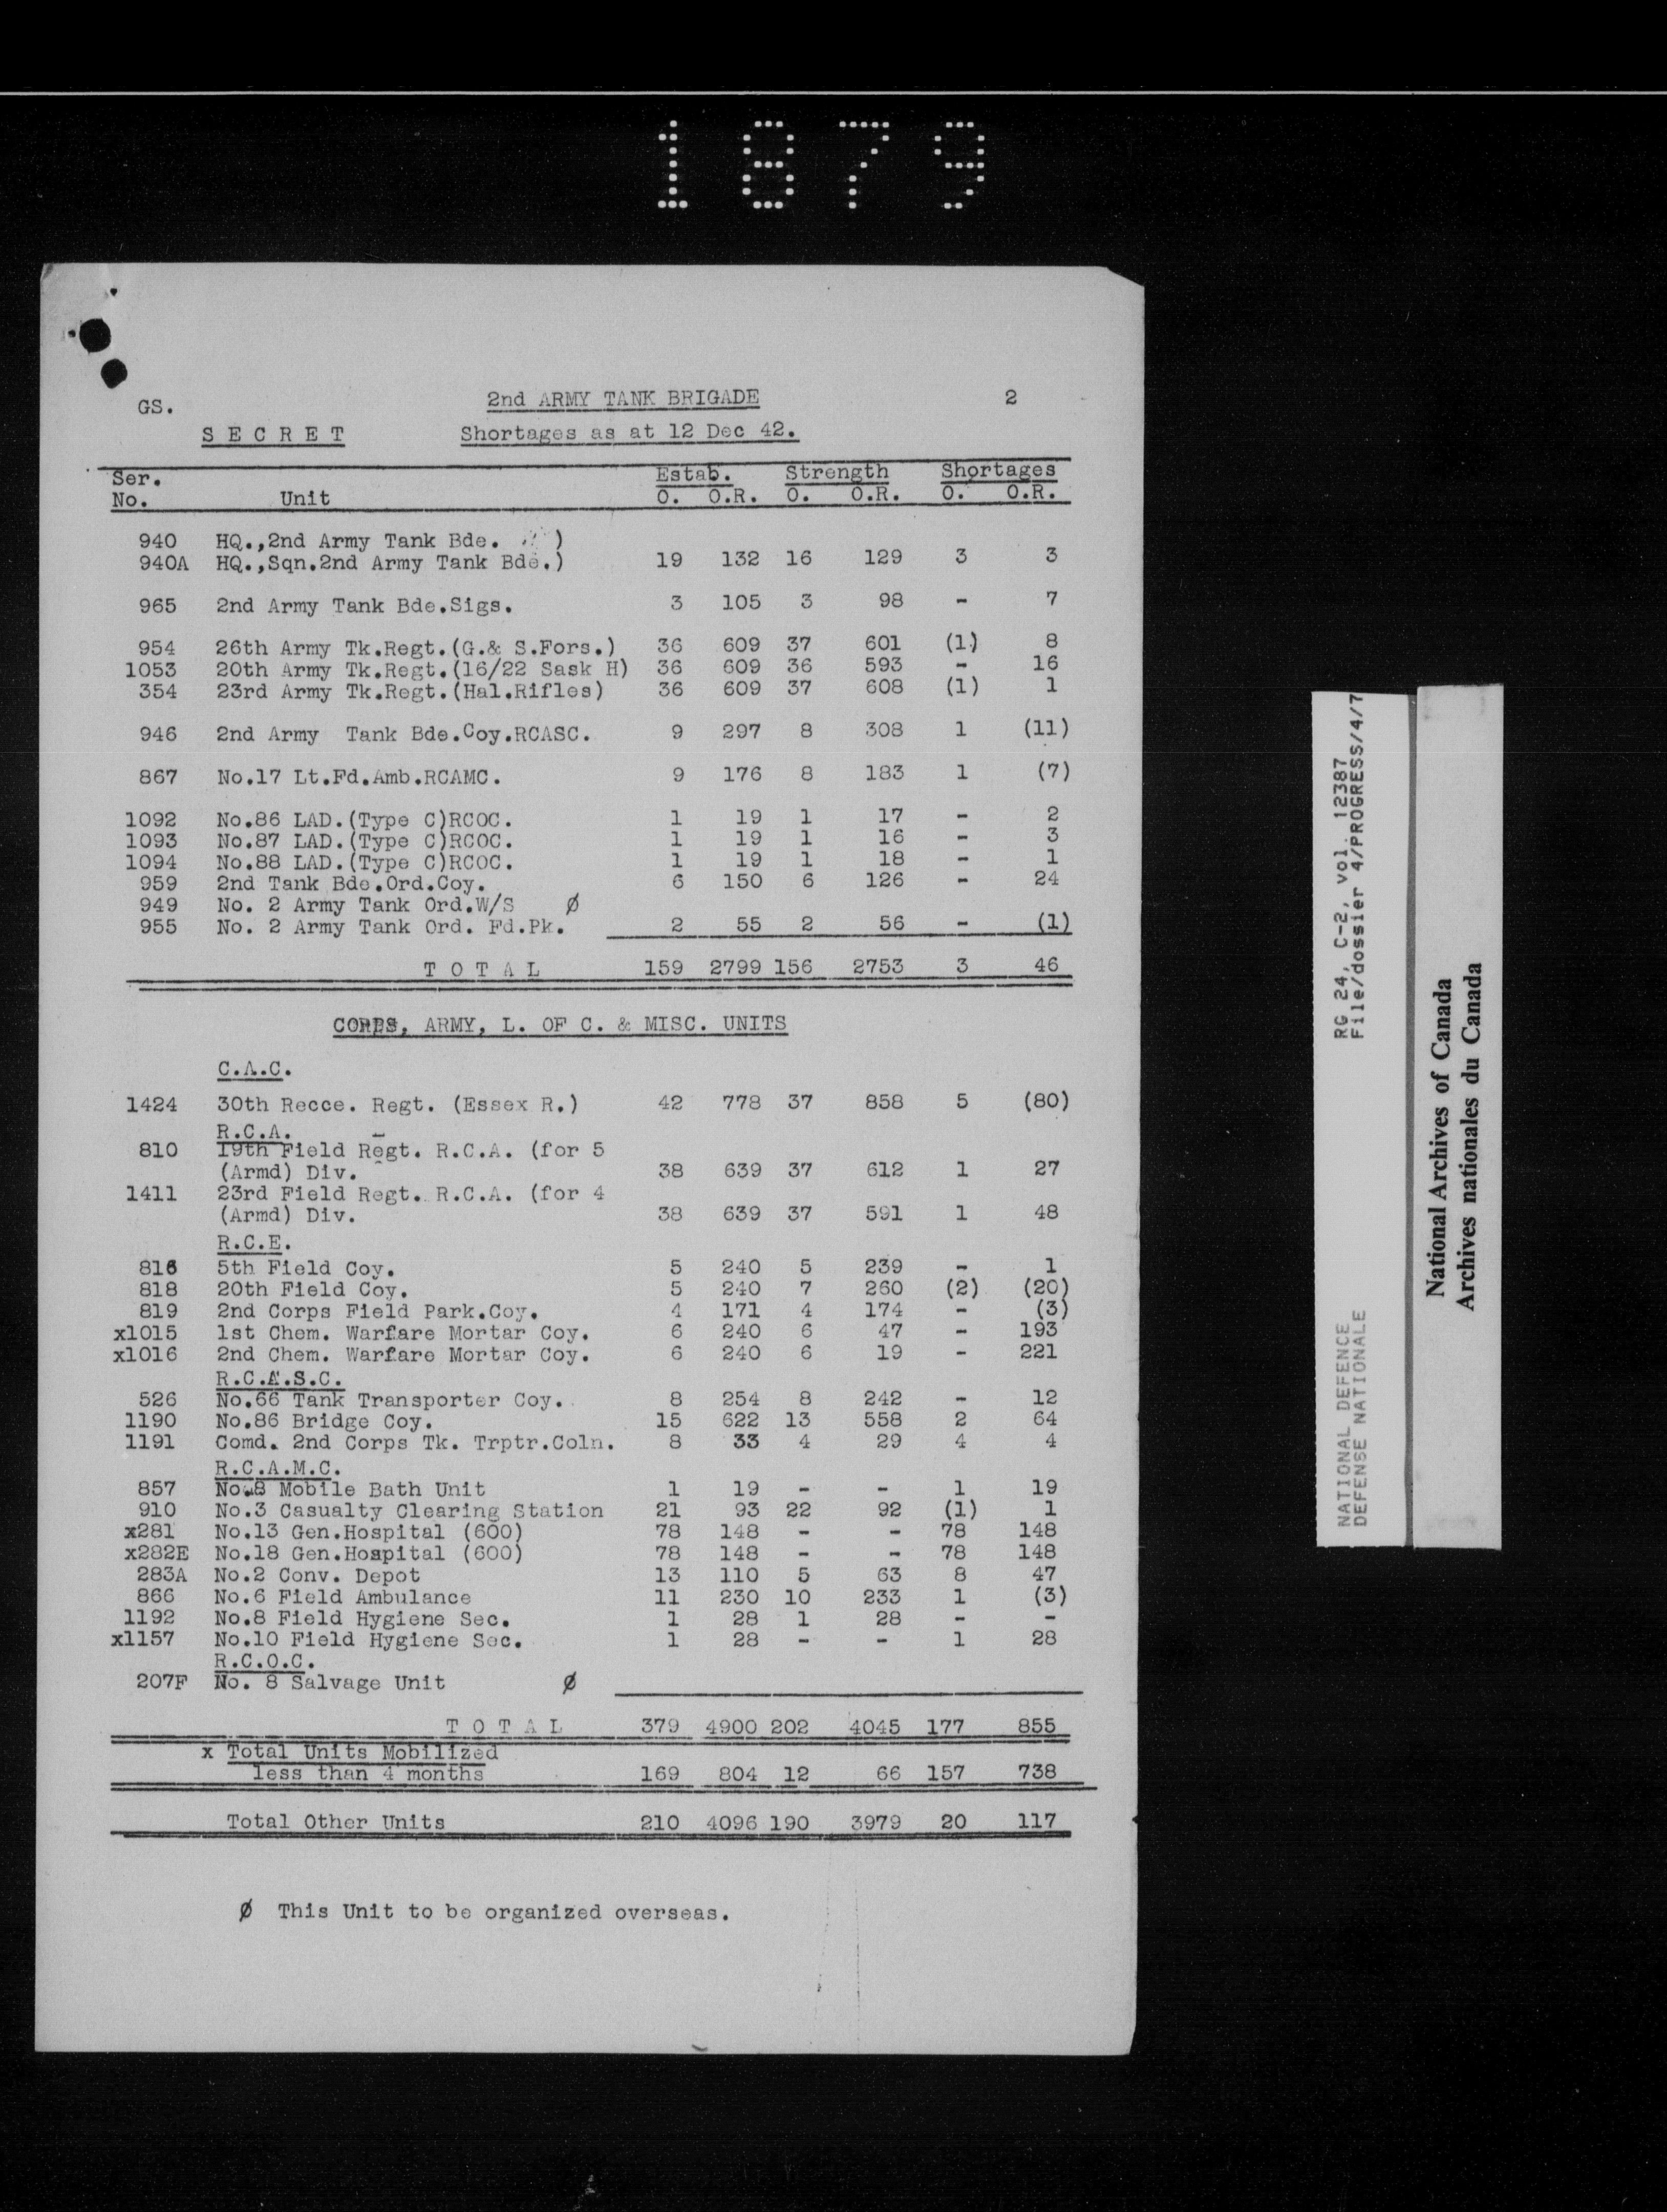 1879
GS. 2nd ARMY TANK BRIGADE 2
S E C R E T Shortages as at 12 Dec 42.
Ser. Estab. Strength Shortages
No. Unit O. O.R. O. O.R. O. O.R.
940 HQ.,2nd Army Tank Bde. )
940A HQ.,Sqn.2nd Army Tank Bde.) 19 132 16 129 3 3
965 2nd Army Tank Bde.Sigs. 3 105 3 98 - 7
954 26th Army Tk.Regt.(G.& S.Fors.) 36 609 37 601 (1) 8
1053 20th Army Tk.Regt.(16/22 Sask H) 36 609 36 593 - 16
354 23rd Army Tk.Regt.(Hal.Rifles) 36 609 37 608 (1) 1
946 2nd Army Tank Bde.Coy.RCASC. 9 297 8 308 1 (11)
867 No.17 Lt.Fd.Amb.RCAMC. 9 176 8 183 1 (7)
1092 No.86 LAD.(Type C)RCOC. 1 19 1 17 - 2
1093 No.87 LAD.(Type C)RCOC. 1 19 1 16 - 3
1094 No.88 LAD.(Type C)RCOC. 1 19 1 18 - 1
959 2nd Tank Bde.Ord.Coy. 6 150 6 126 - 24
949 No. 2 Army Tank Ord.W/S ø
955 No. 2 Army Tank Ord. Fd.Pk. 2 55 2 56 - (1)
T O T A L 159 2799 156 2753 3 46
CORPS, ARMY, L. OF C. & MISC. UNITS
C.A.C.
1424 30th Recce. Regt. (Essex R.) 42 778 37 858 5 (80)
R.C.A.
810 19th Field Regt. R.C.A. (for 5
(Armd) Div. 38 639 37 612 1 27
1411 23rd Field Regt. R.C.A. (for 4
(Armd) Div. 38 639 37 591 1 48
R.C.E.
816 5th Field Coy. 5 240 5 239 - 1
818 20th Field Coy. 5 240 7 260 (2) (20)
819 2nd Corps Field Park.Coy. 4 171 4 174 - (3)
x1015 1st Chem. Warfare Mortar Coy. 6 240 6 47 - 193
x1016 2nd Chem. Warfare Mortar Coy. 6 240 6 19 - 221
R.C.A.S.C.
526 No.66 Tank Transporter Coy. 8 254 8 242 - 12
1190 No.86 Bridge Coy. 15 622 13 558 2 64
1191 Comd. 2nd Corps Tk. Trptr.Coln. 8 33 4 29 4 4
R.C.A.M.C.
857 No.8 Mobile Bath Unit 1 19 - - 1 19
910 No.3 Casualty Clearing Station 21 93 22 92 (1) 1
x281 No.13 Gen.Hospital (600) 78 148 - - 78 148
x282E No.18 Gen.Hospital (600) 78 148 - - 78 148
283A No.2 Conv. Depot 13 110 5 63 8 47
866 No.6 Field Ambulance 11 230 10 233 1 (3)
1192 No.8 Field Hygiene Sec. 1 28 1 28 - -
x1157 No.10 Field Hygiene Sec. 1 28 - - 1 28
R.C.O.C.
207F No. 8 Salvage Unit ø
T O T A L 379 4900 202 4045 177 855
x Total Units Mobilized
less than 4 months 169 804 12 66 157 738
Total Other Units 210 4096 190 3979 20 117
ø This Unit to be organized overseas.
NATIONAL DEFENCE RG 24, C-2, vol. 12387
DEFENSE NATIONALE File/dossier 4/PROGRESS/4/7
National Archives of Canada
Archives nationales du Canada